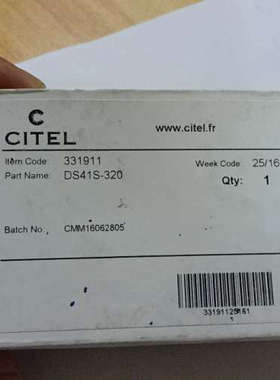 C
CITEL
www.citel.fr
Item Code: 331911
Week Code: 25/16
Part Name: DS41S-320
Qty: 1
Batch No: CMM16062805
33191125161